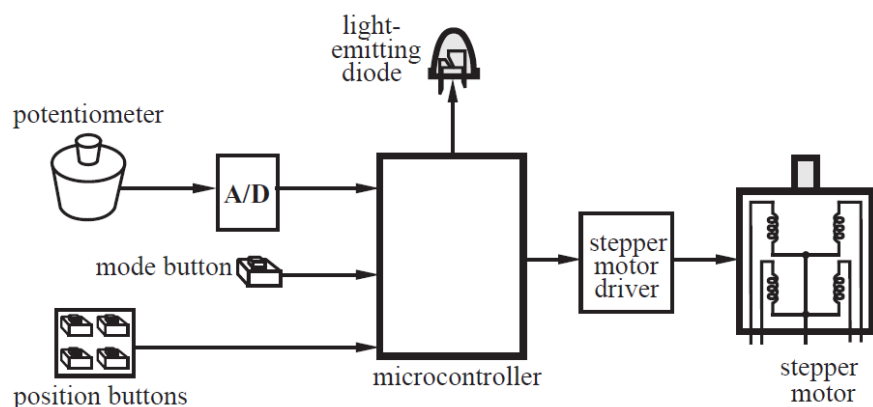 light-
emitting
diode
potentiometer
A/D
mode button
stepper
motor
driver
position buttons
microcontroller
stepper
motor